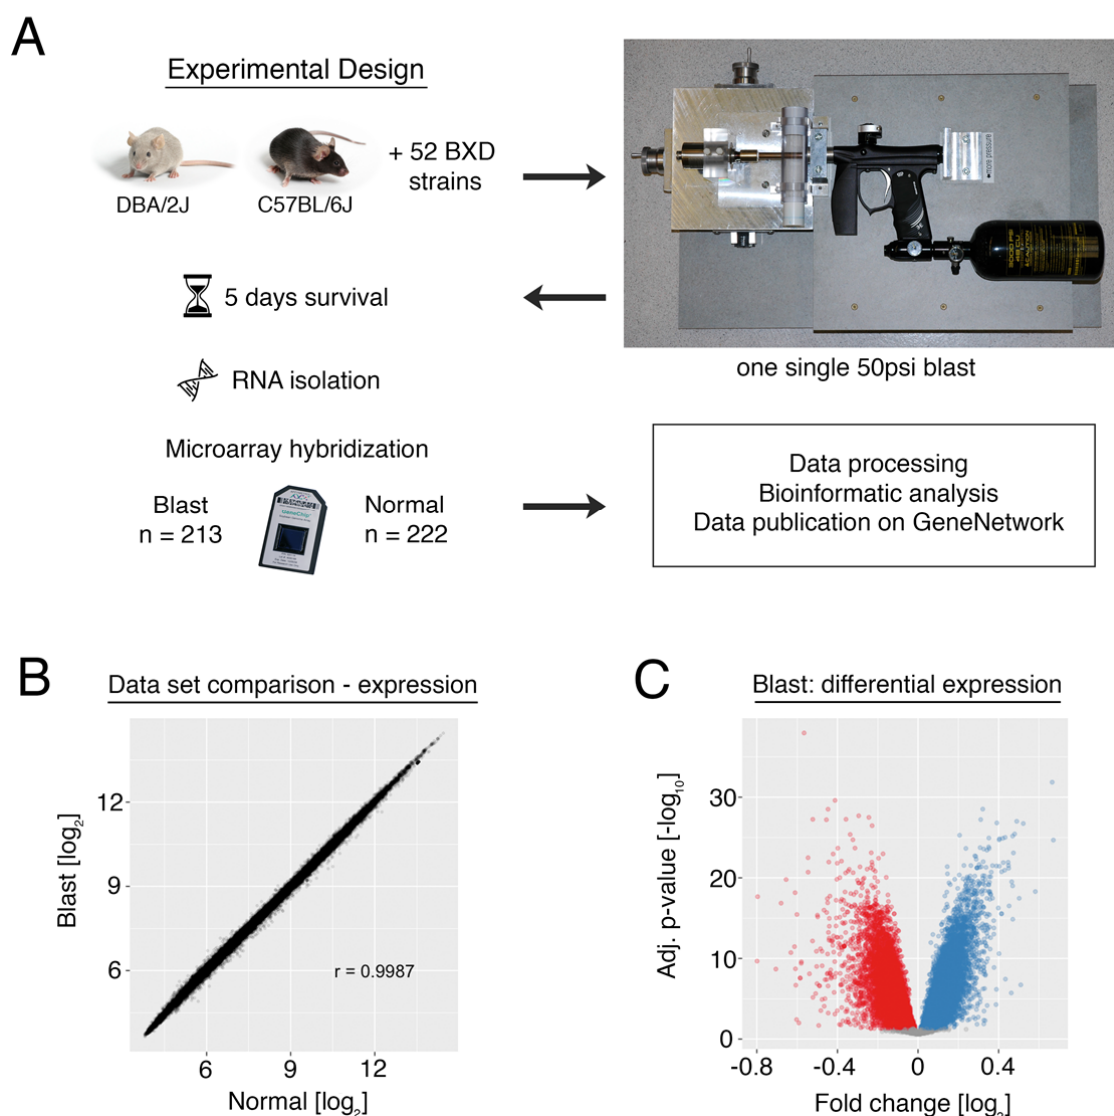 A
Experimental Design
DBA/2J
C57BL/6J
+ 52 BXD
strains
5 days survival
one single 50psi blast
RNA isolation
Microarray hybridization
Blast
n = 213
Normal
n = 222
Data processing
Bioinformatic analysis
Data publication on GeneNetwork
B
Data set comparison - expression
Blast [log₂]
12
9
6
r = 0.9987
6 9 12
Normal [log₂]
C
Blast: differential expression
Adj. p-value [-log₁₀]
30
20
10
0
-0.8 -0.4 0 0.4
Fold change [log₂]